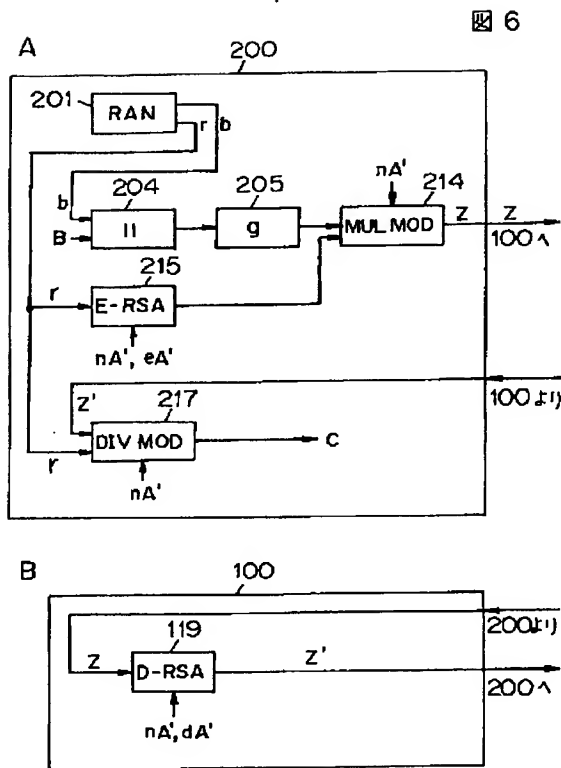 図 6
A
200
201
RAN
r
b
b
204
205
nA'
214
B
||
g
MUL MOD
Z
Z
100へ
215
r
E-RSA
nA', eA'
Z'
217
100より
DIV MOD
C
r
nA'
B
100
119
200より
Z
D-RSA
Z'
200へ
nA', dA'